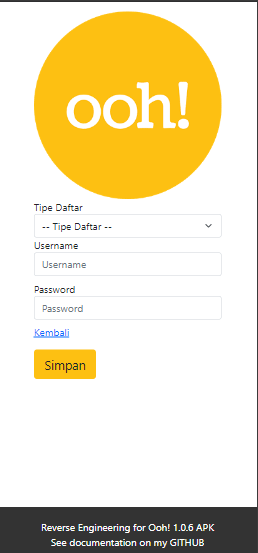 ooh!
Tipe Daftar
-- Tipe Daftar --
Username
Username
Password
Password
Kembali
Simpan
Reverse Engineering for Ooh! 1.0.6 APK
See documentation on my GITHUB